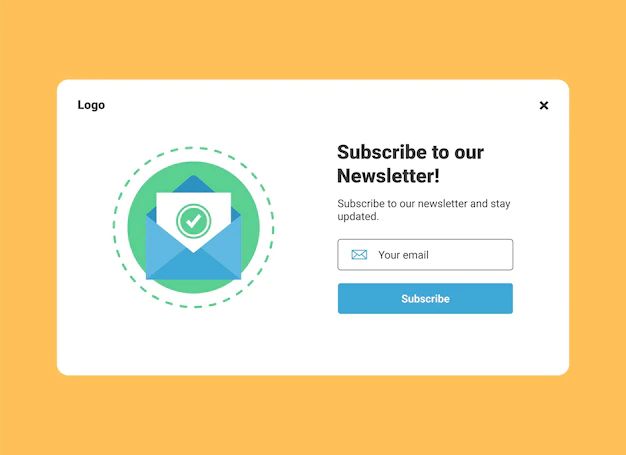 Logo
Subscribe to our
Newsletter!
Subscribe to our newsletter and stay
updated.
Your email
Subscribe